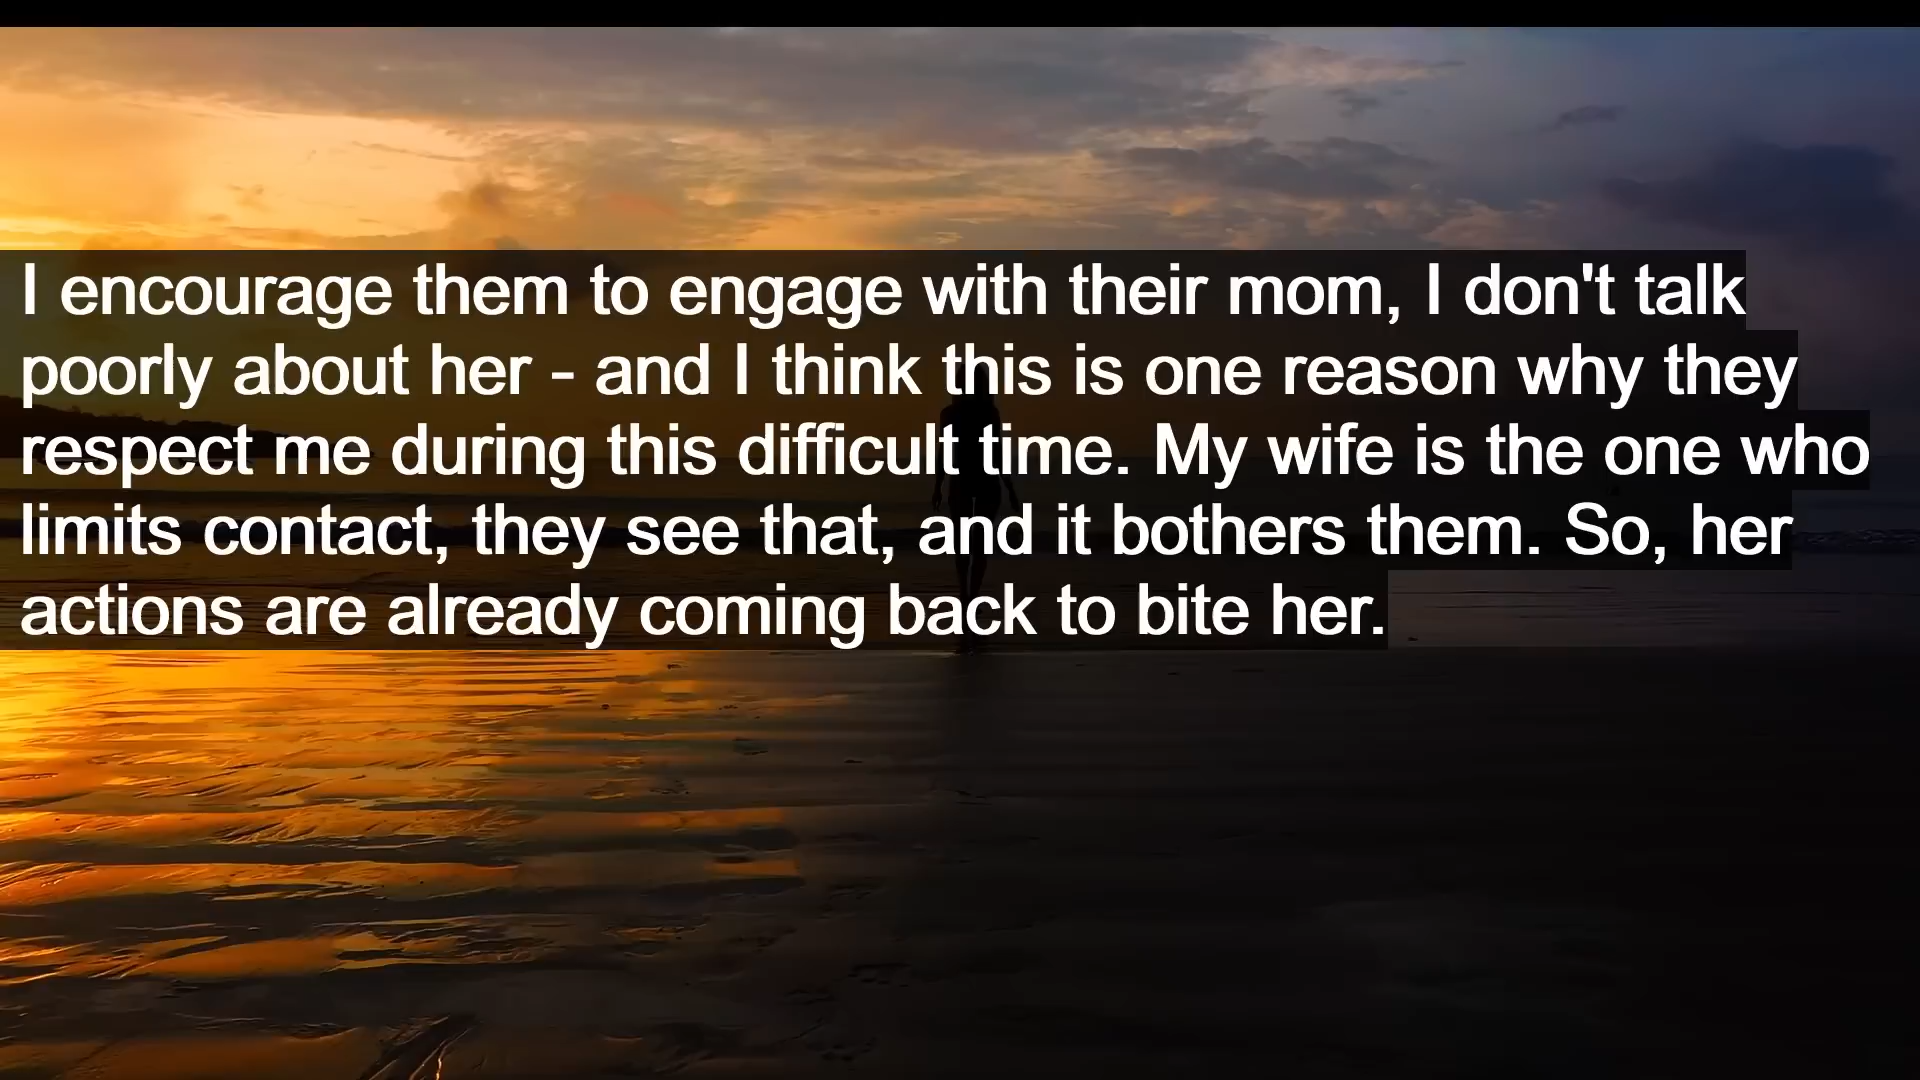 I encourage them to engage with their mom, I don't talk
poorly about her - and I think this is one reason why they
respect me during this difficult time. My wife is the one who
limits contact, they see that, and it bothers them. So, her
actions are already coming back to bite her.